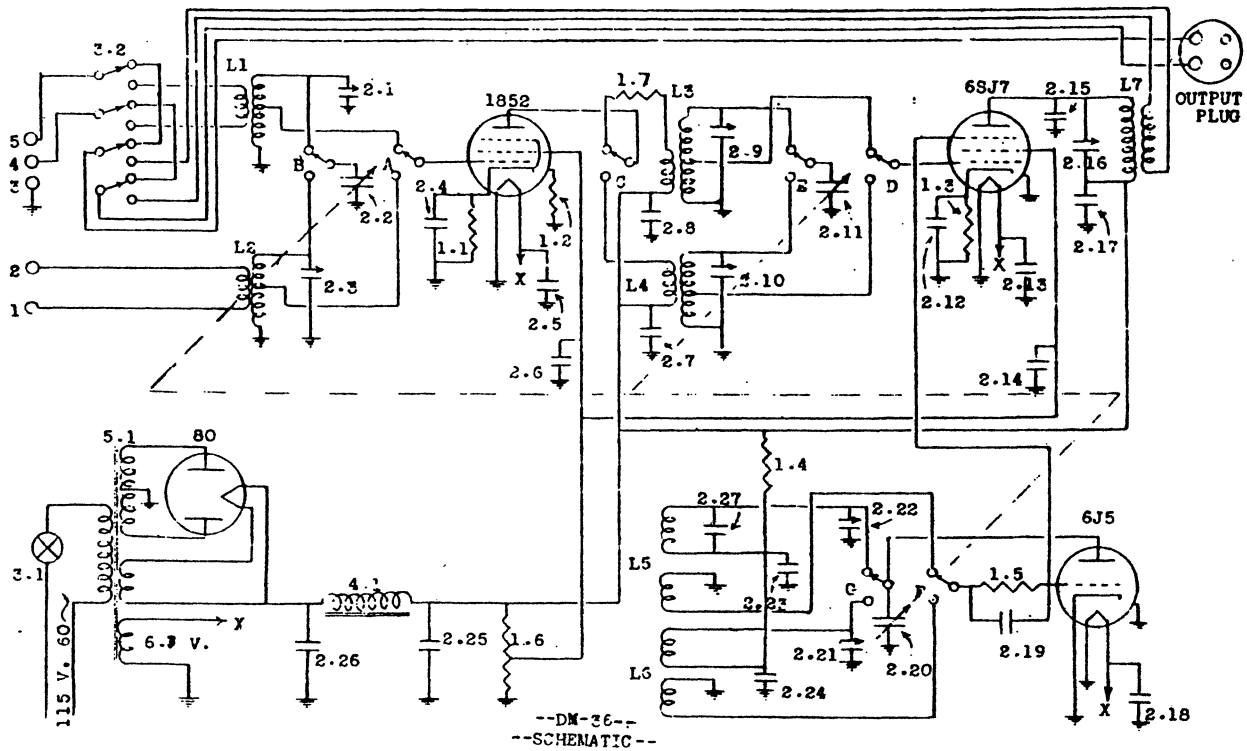 3.2
L1
2.1
1852
1.7
L3
6SJ7
2.15
L7
OUTPUT
PLUG
5
4
3
B
A
2.4
2.2
1.1
1.2
X
2.5
C
2.9
2.8
E
D
2.11
1.3
2.16
2.17
2.12
X
2.13
L2
2
1
2.3
2.6
L4
2.10
2.7
2.14
5.1
80
3.1
115 V. 60
6.3 V.
X
4.1
2.26
2.25
1.6
1.4
2.27
2.22
L5
2.23
G
F
1.5
6J5
L6
2.21
2.20
2.19
2.24
X
2.18
--DM-36--
--SCHEMATIC--